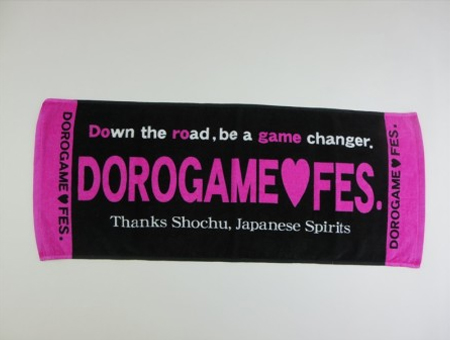 Down the road, be a game changer.
DOROGAME♥FES.
Thanks Shochu, Japanese Spirits
DOROGAME♥FES.
DOROGAME♥FES.